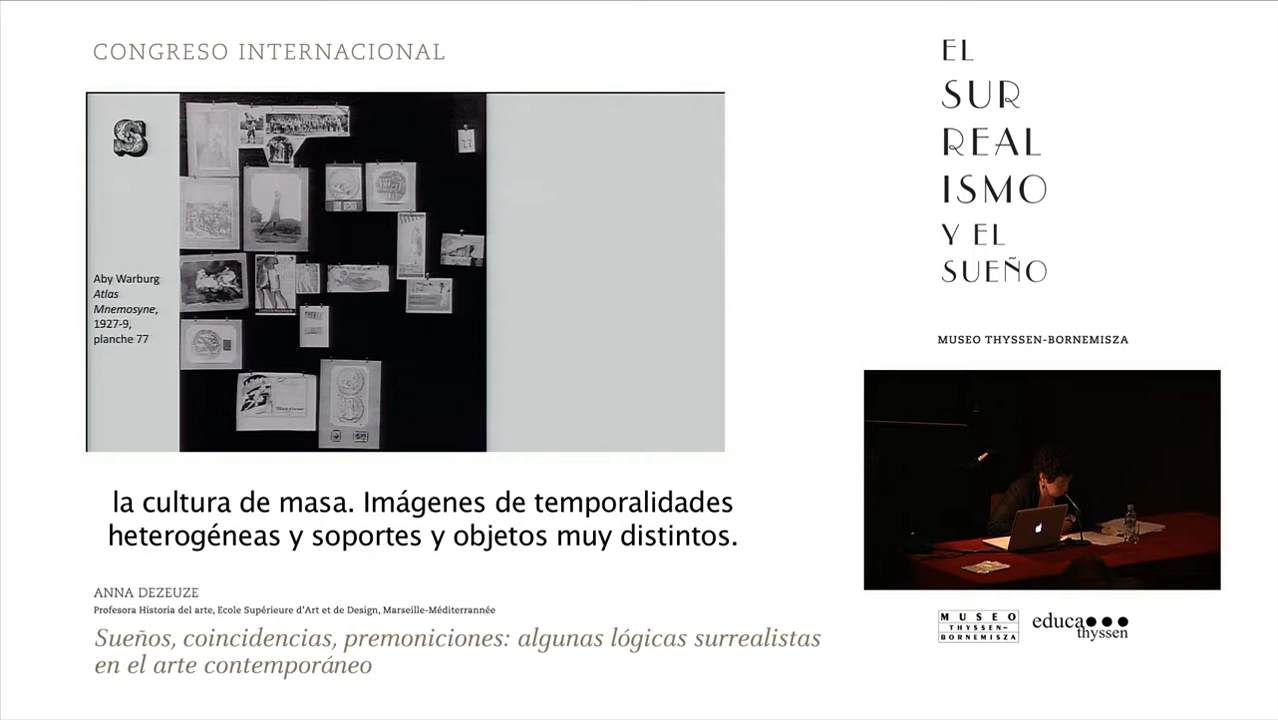 CONGRESO INTERNACIONAL
EL
SUR
REAL
ISMO
Y EL
SUEÑO
MUSEO THYSSEN-BORNEMISZA
Aby Warburg
Atlas
Mnemosyne,
1927-9,
planche 77
la cultura de masa. Imágenes de temporalidades
heterogéneas y soportes y objetos muy distintos.
ANNA DEZEUZE
Profesora Historia del arte, Ecole Supérieure d'Art et de Design, Marseille-Méditerrannée
Sueños, coincidencias, premoniciones: algunas lógicas surrealistas
en el arte contemporáneo
MUSEO
THYSSEN-
BORNEMISZA
educa
thyssen